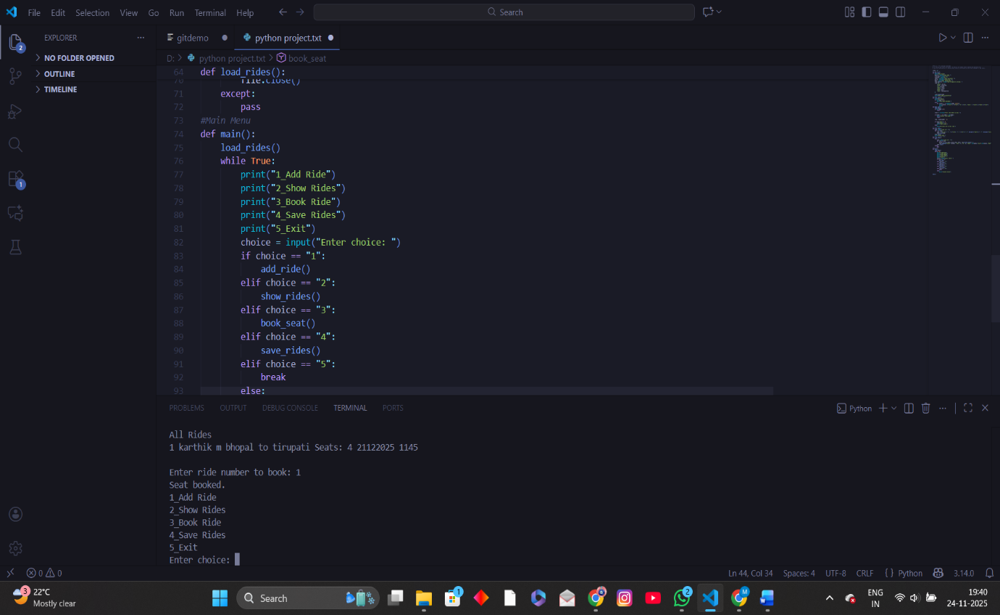 File Edit Selection View Go Run Terminal Help
Search
EXPLORER
NO FOLDER OPENED
OUTLINE
TIMELINE
gitdemo
python project.txt
D: > python project.txt > book_seat
64 def load_rides():
70 file.close()
71 except:
72 pass
73 #Main Menu
74 def main():
75 load_rides()
76 while True:
77 print("1_Add Ride")
78 print("2_Show Rides")
79 print("3_Book Ride")
80 print("4_Save Rides")
81 print("5_Exit")
82 choice = input("Enter choice: ")
83 if choice == "1":
84 add_ride()
85 elif choice == "2":
86 show_rides()
87 elif choice == "3":
88 book_seat()
89 elif choice == "4":
90 save_rides()
91 elif choice == "5":
92 break
93 else:
PROBLEMS OUTPUT DEBUG CONSOLE TERMINAL PORTS
Python
All Rides
1 karthik m bhopal to tirupati Seats: 4 21122025 1145
Enter ride number to book: 1
Seat booked.
1_Add Ride
2_Show Rides
3_Book Ride
4_Save Rides
5_Exit
Enter choice:
2
1
0 0
Ln 44, Col 34 Spaces: 4 UTF-8 CRLF { } Python 3.14.0
3
22°C
Mostly clear
Search
1
2
M
ENG
IN
19:40
24-11-2025